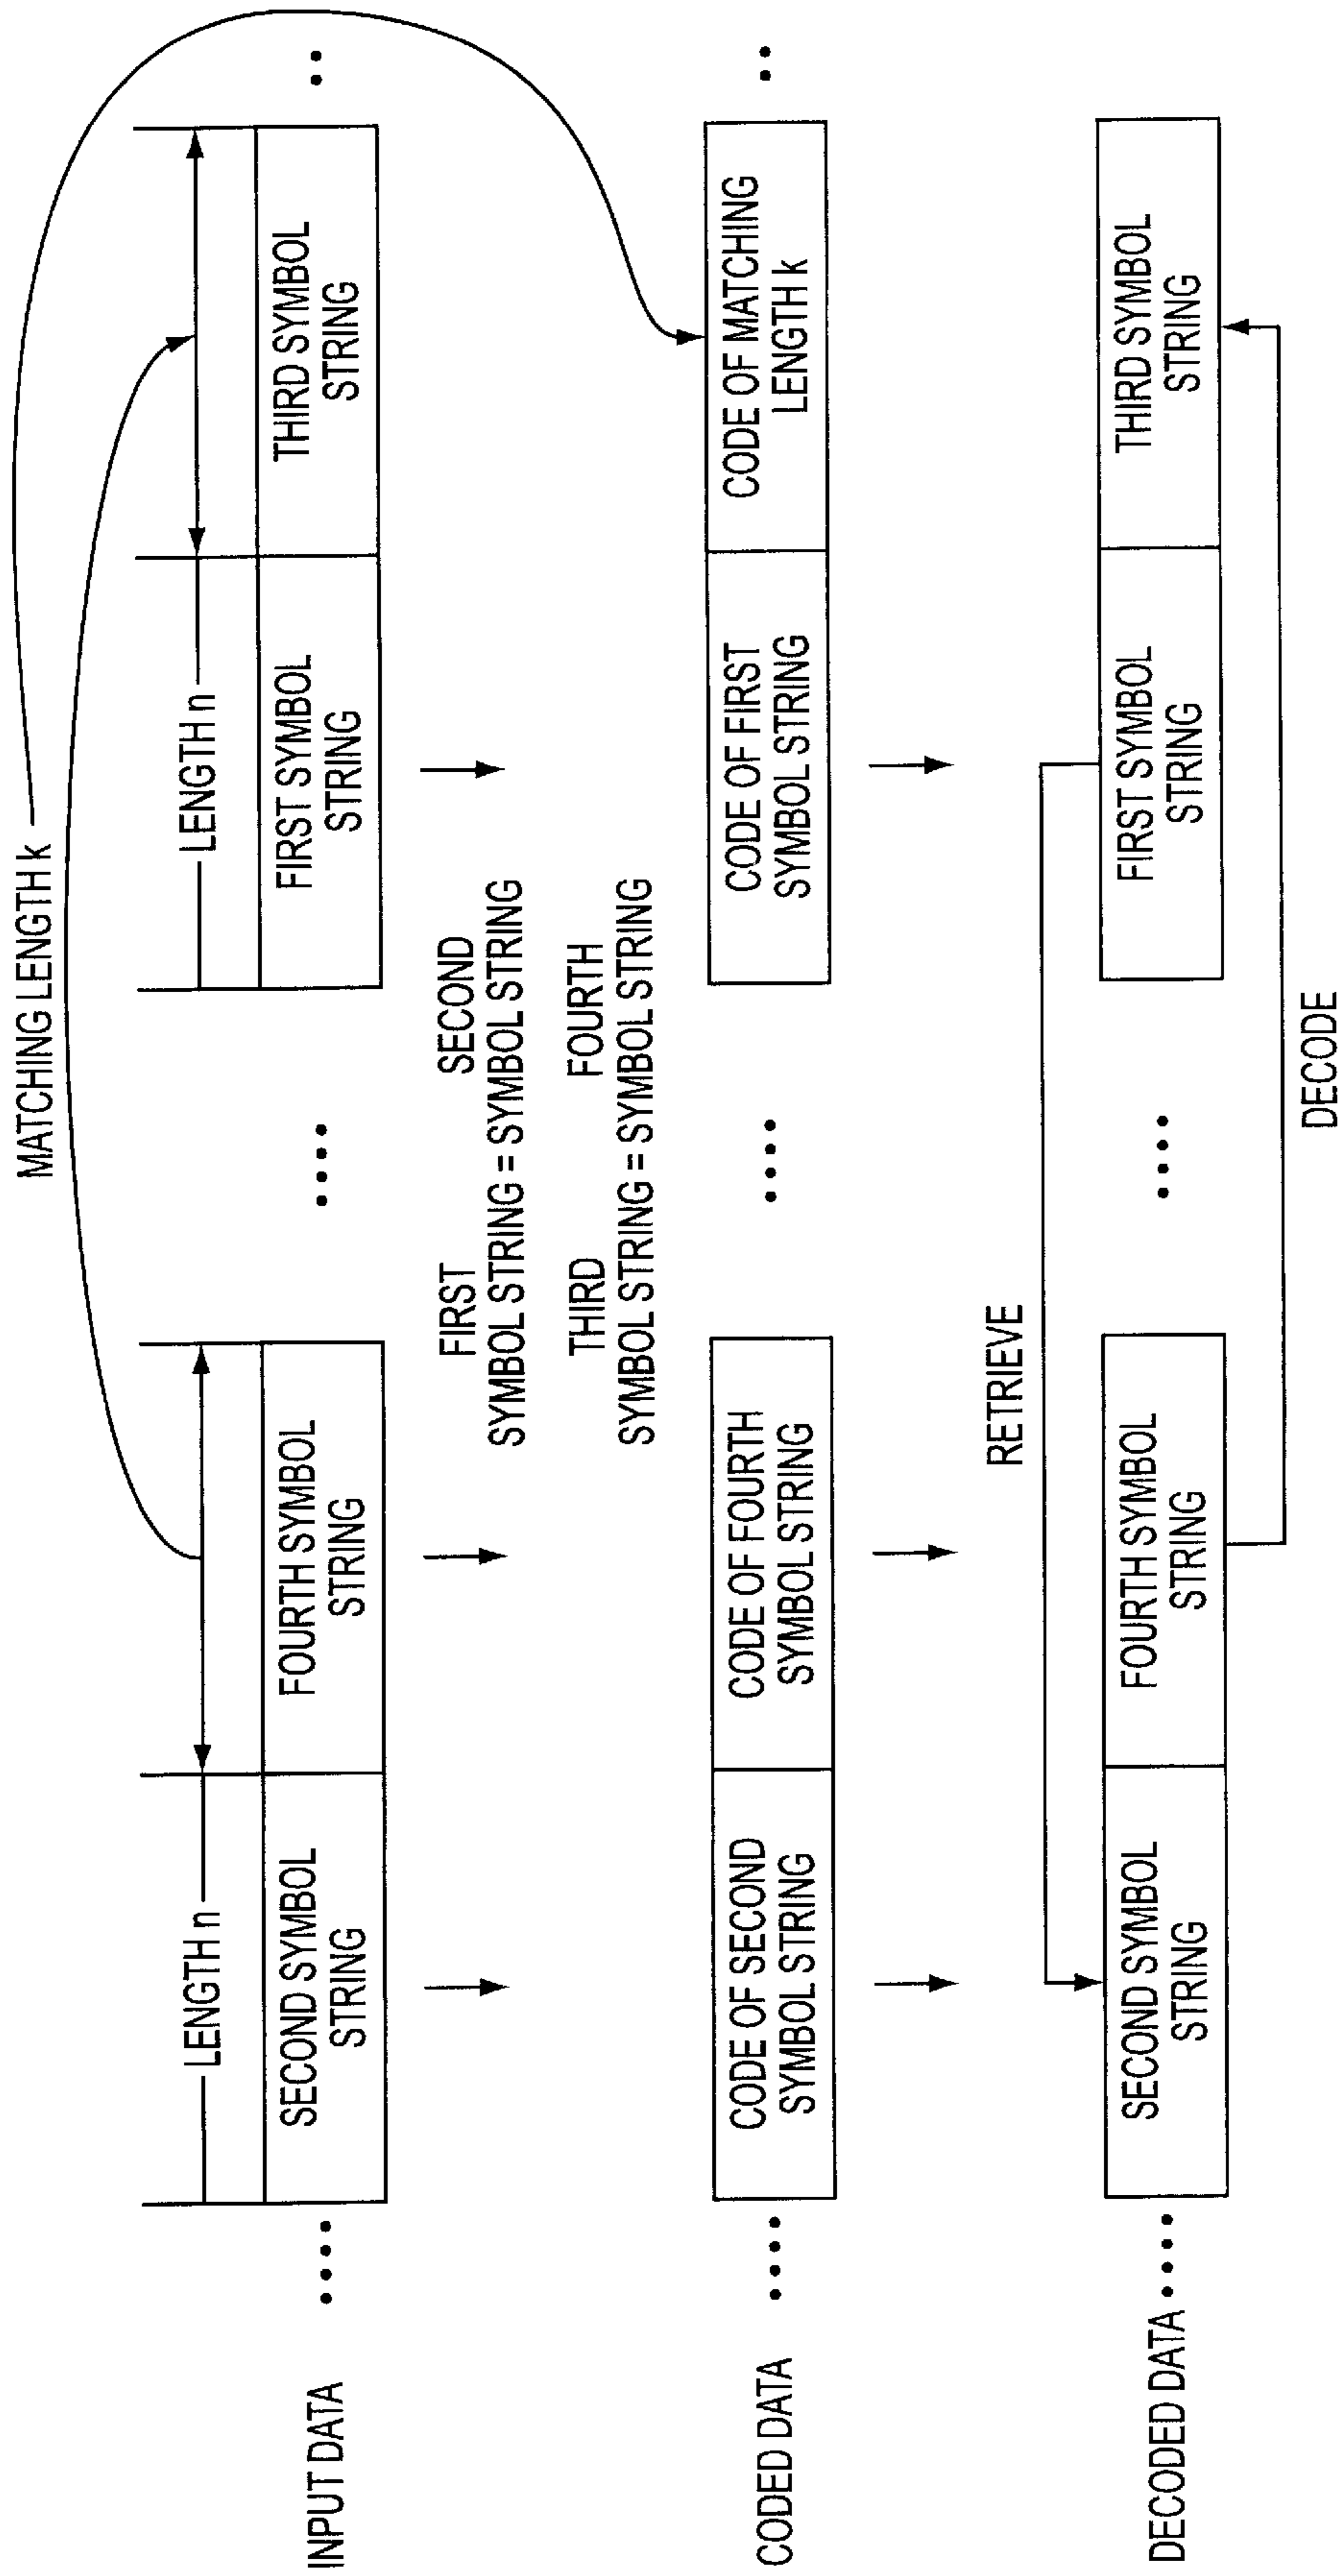 MATCHING LENGTH k
LENGTH n
LENGTH n
INPUT DATA
SECOND SYMBOL
STRING
FOURTH SYMBOL
STRING
FIRST SYMBOL
STRING
THIRD SYMBOL
STRING
FIRST SECOND
SYMBOL STRING = SYMBOL STRING
THIRD FOURTH
SYMBOL STRING = SYMBOL STRING
CODED DATA
CODE OF SECOND
SYMBOL STRING
CODE OF FOURTH
SYMBOL STRING
CODE OF FIRST
SYMBOL STRING
CODE OF MATCHING
LENGTH k
RETRIEVE
DECODED DATA
SECOND SYMBOL
STRING
FOURTH SYMBOL
STRING
FIRST SYMBOL
STRING
THIRD SYMBOL
STRING
DECODE